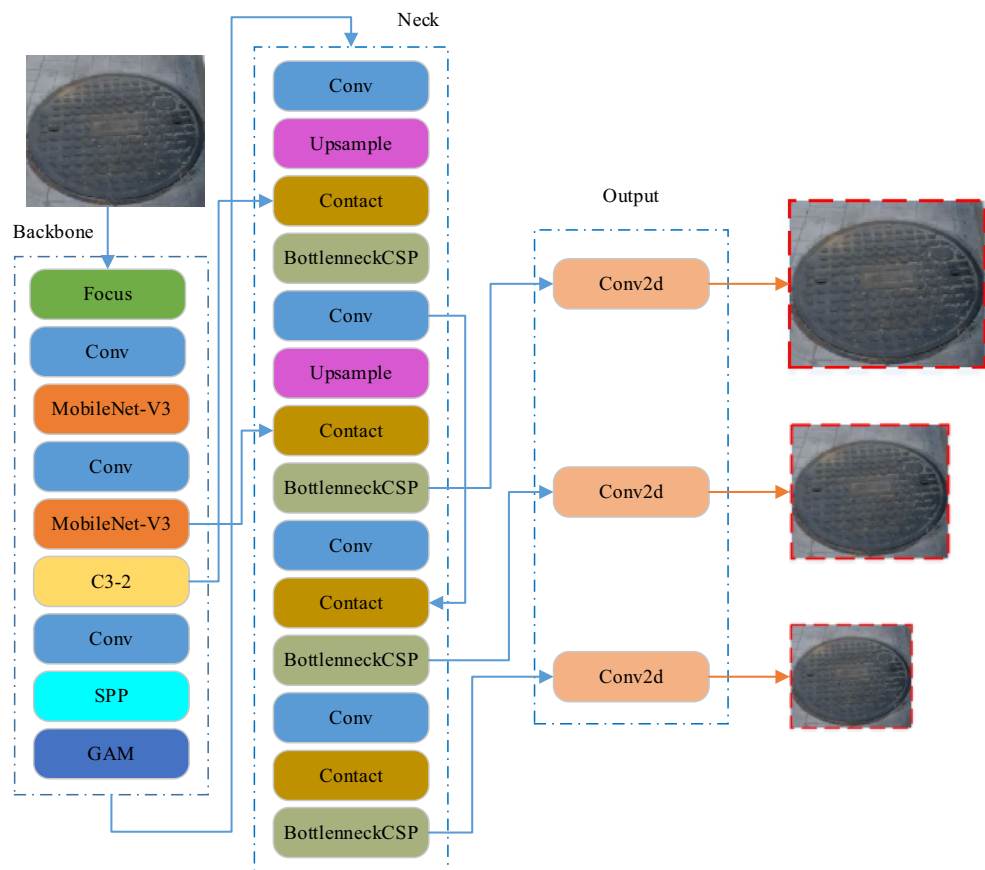 Neck
Backbone
Focus
Conv
MobileNet-V3
Conv
MobileNet-V3
C3-2
Conv
SPP
GAM
Conv
Upsample
Contact
BottlenneckCSP
Conv
Upsample
Contact
BottlenneckCSP
Conv
Contact
BottlenneckCSP
Conv
Contact
BottlenneckCSP
Output
Conv2d
Conv2d
Conv2d